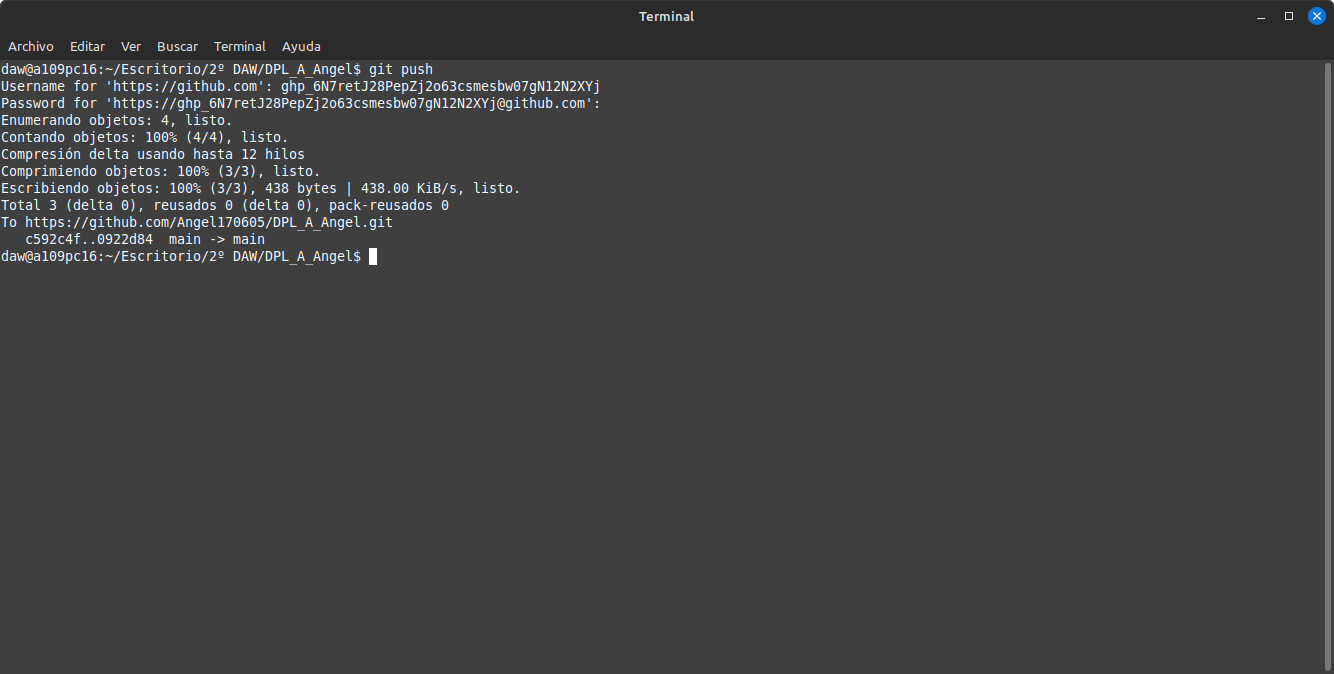 Terminal
Archivo Editar Ver Buscar Terminal Ayuda
daw@a109pc16:~/Escritorio/2º DAW/DPL_A_Angel$ git push
Username for 'https://github.com': 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
Password for 'https://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@github.com':
Enumerando objetos: 4, listo.
Contando objetos: 100% (4/4), listo.
Compresión delta usando hasta 12 hilos
Comprimiendo objetos: 100% (3/3), listo.
Escribiendo objetos: 100% (3/3), 438 bytes | 438.00 KiB/s, listo.
Total 3 (delta 0), reusados 0 (delta 0), pack-reusados 0
To https://github.com/Angel170605/DPL_A_Angel.git
   c592c4f..0922d84  main -> main
daw@a109pc16:~/Escritorio/2º DAW/DPL_A_Angel$